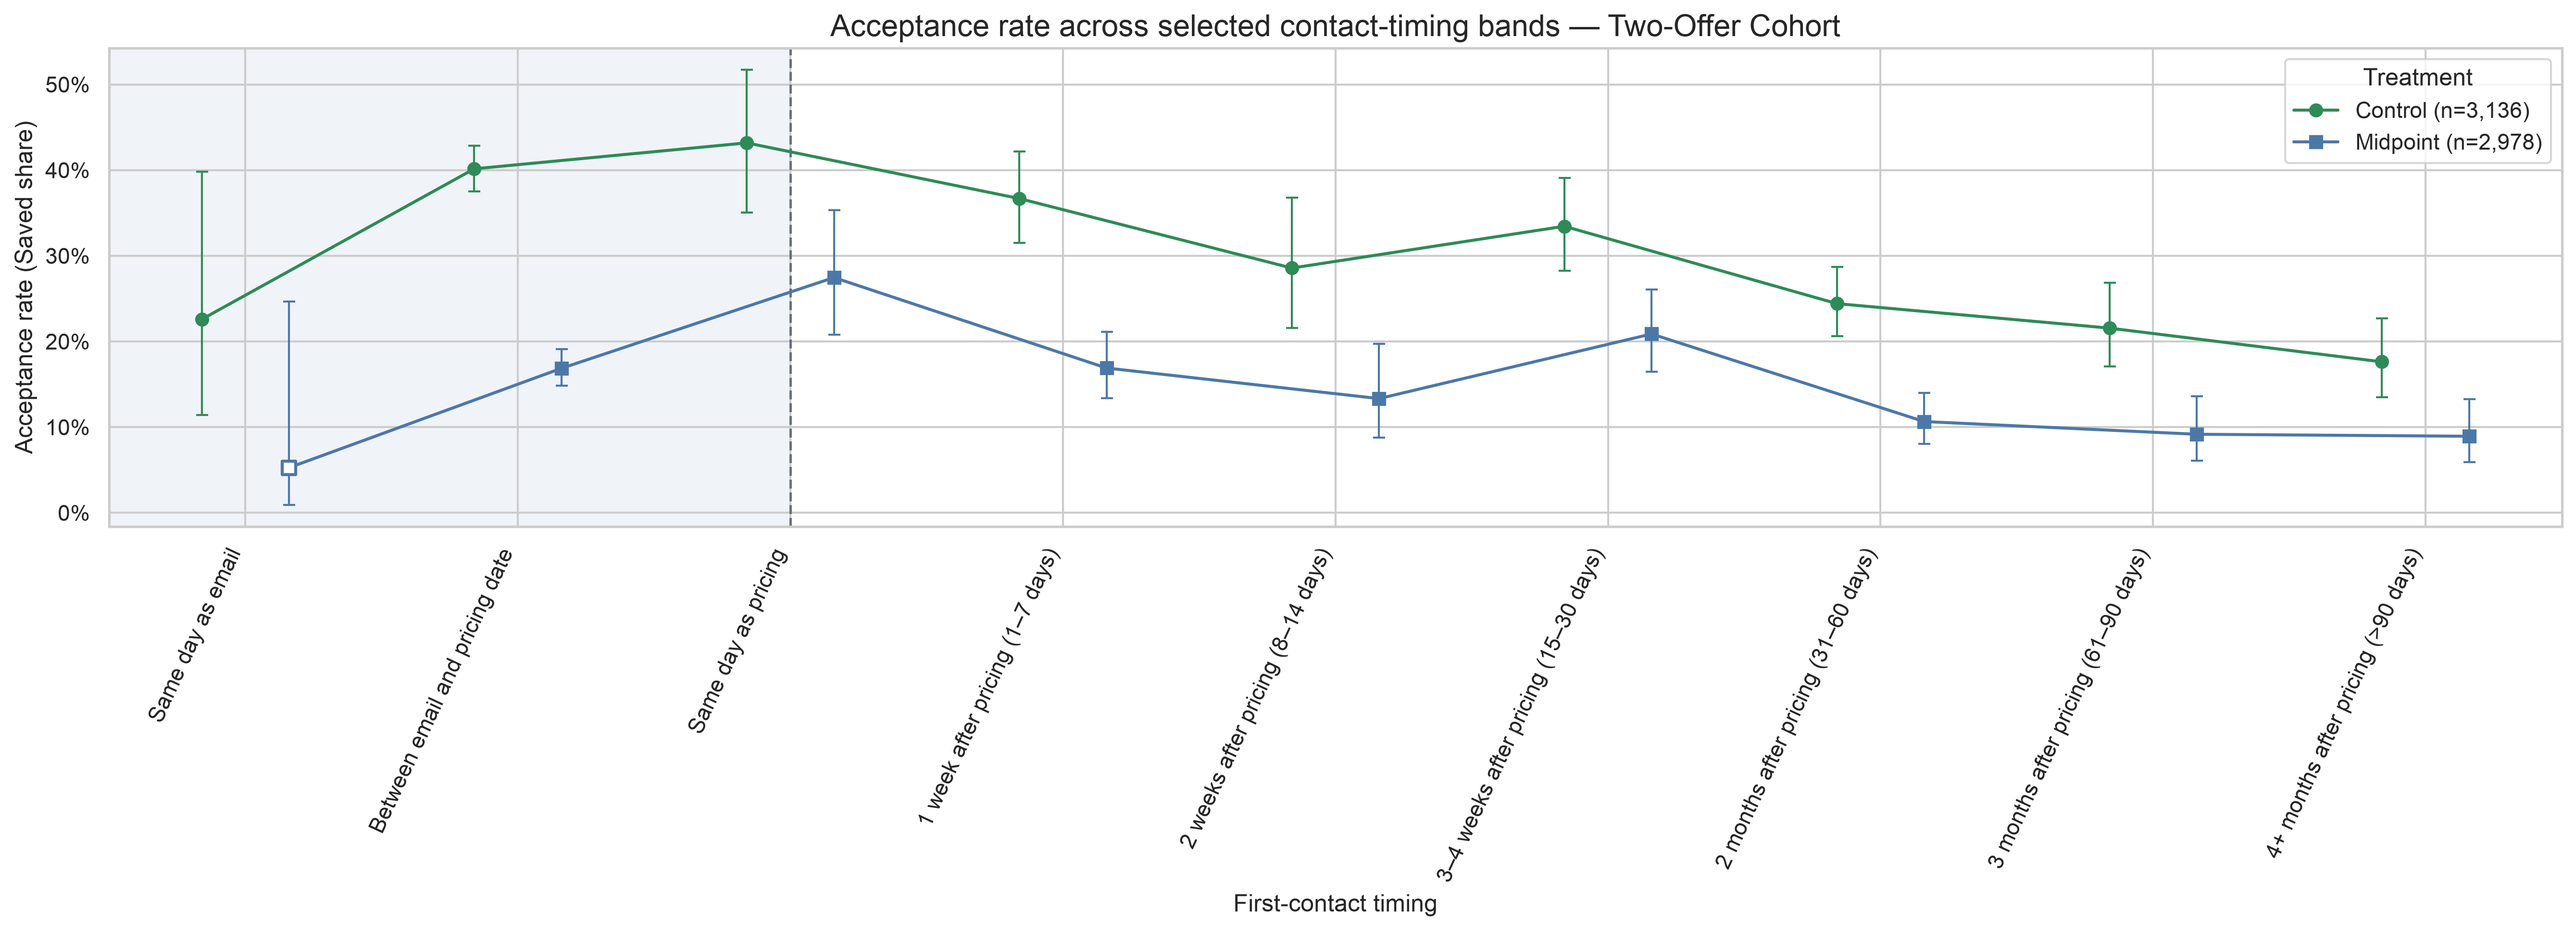 Acceptance rate across selected contact-timing bands — Two-Offer Cohort
Acceptance rate (Saved share)
50%
40%
30%
20%
10%
0%
Treatment
Control (n=3,136)
Midpoint (n=2,978)
Same day as email
Between email and pricing date
Same day as pricing
1 week after pricing (1–7 days)
2 weeks after pricing (8–14 days)
3–4 weeks after pricing (15–30 days)
2 months after pricing (31–60 days)
3 months after pricing (61–90 days)
4+ months after pricing (>90 days)
First-contact timing